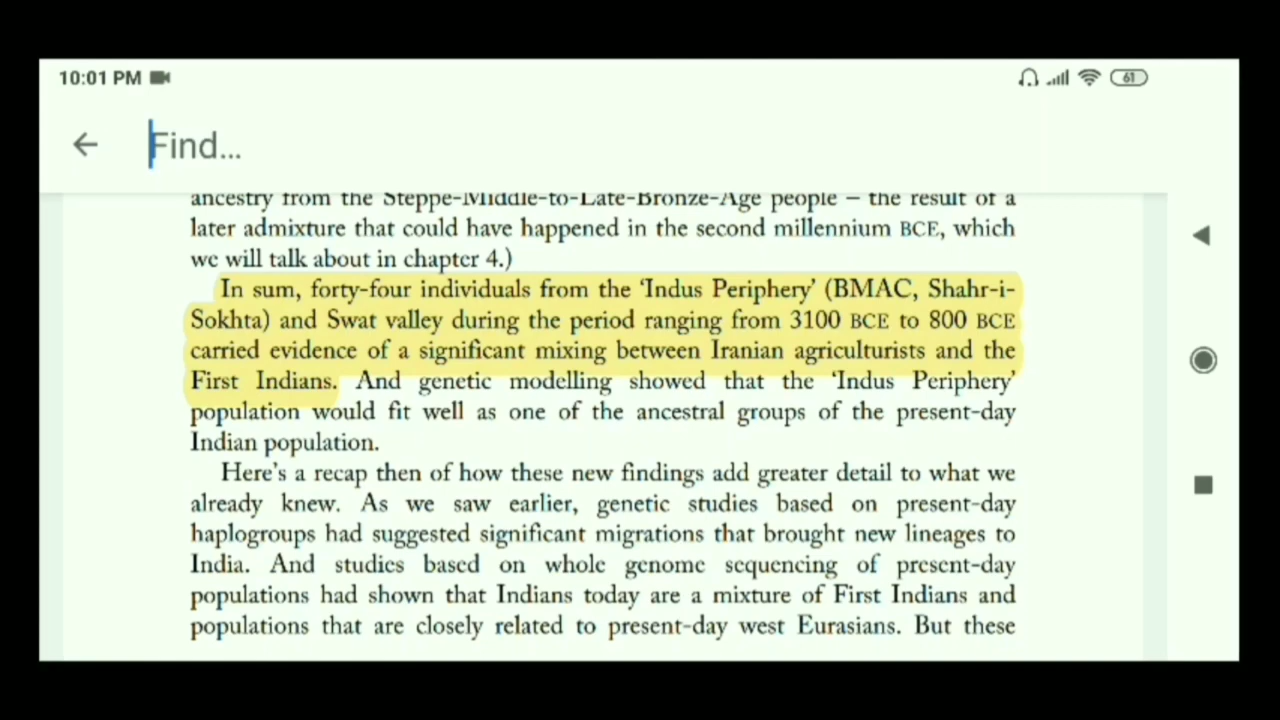 10:01 PM
61
Find...
ancestry from the Steppe-Middle-to-Late-Bronze-Age people – the result of a
later admixture that could have happened in the second millennium BCE, which
we will talk about in chapter 4.)
In sum, forty-four individuals from the ‘Indus Periphery’ (BMAC, Shahr-i-
Sokhta) and Swat valley during the period ranging from 3100 BCE to 800 BCE
carried evidence of a significant mixing between Iranian agriculturists and the
First Indians. And genetic modelling showed that the ‘Indus Periphery’
population would fit well as one of the ancestral groups of the present-day
Indian population.
Here’s a recap then of how these new findings add greater detail to what we
already knew. As we saw earlier, genetic studies based on present-day
haplogroups had suggested significant migrations that brought new lineages to
India. And studies based on whole genome sequencing of present-day
populations had shown that Indians today are a mixture of First Indians and
populations that are closely related to present-day west Eurasians. But these